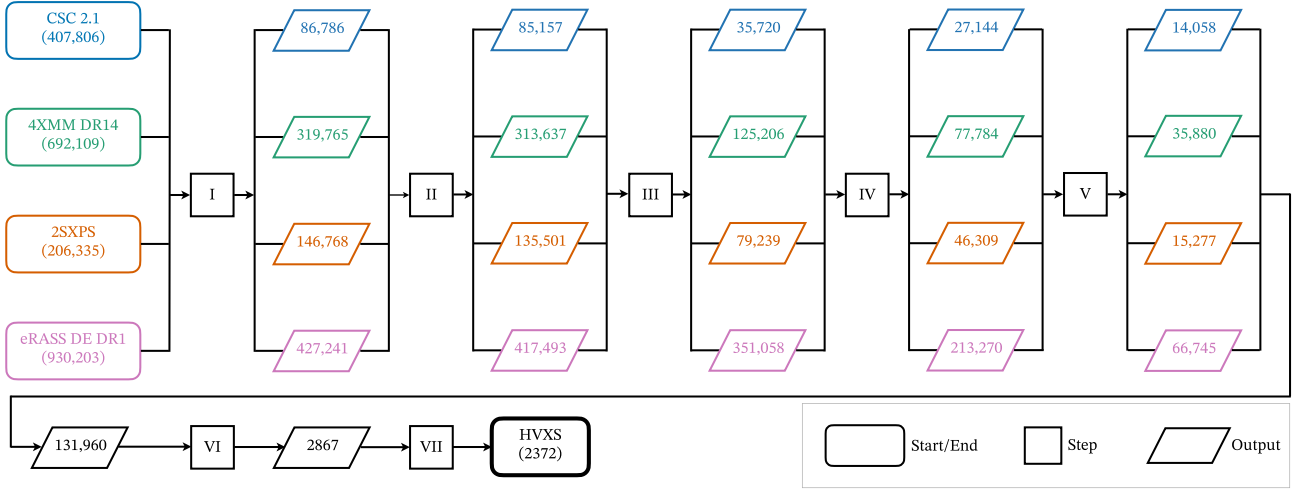 CSC 2.1
(407,806)
86,786
85,157
35,720
27,144
14,058
4XMM DR14
(692,109)
319,765
313,637
125,206
77,784
35,880
I
II
III
IV
V
2SXPS
(206,335)
146,768
135,501
79,239
46,309
15,277
eRASS DE DR1
(930,203)
427,241
417,493
351,058
213,270
66,745
131,960
VI
2867
VII
HVXS
(2372)
Start/End
Step
Output